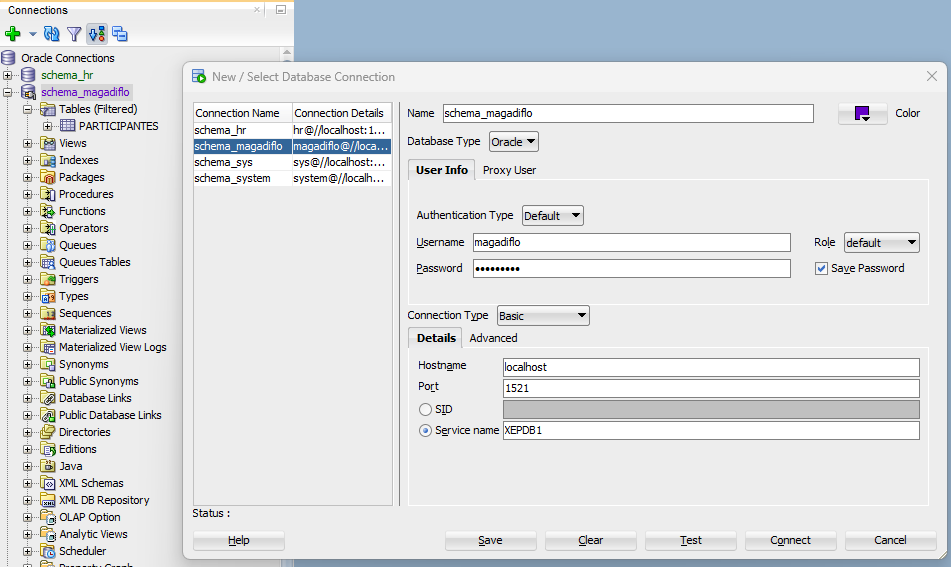 Connections
Oracle Connections
schema_hr
schema_magadiflo
Tables (Filtered)
PARTICIPANTES
Views
Indexes
Packages
Procedures
Functions
Operators
Queues
Queues Tables
Triggers
Types
Sequences
Materialized Views
Materialized View Logs
Synonyms
Public Synonyms
Database Links
Public Database Links
Directories
Editions
Java
XML Schemas
XML DB Repository
OLAP Option
Analytic Views
Scheduler
Property Graph
New / Select Database Connection
Connection Name Connection Details
schema_hr hr@//localhost:1...
schema_magadiflo magadiflo@//loca...
schema_sys sys@//localhost:...
schema_system system@//localh...
Name schema_magadiflo Color
Database Type Oracle
User Info Proxy User
Authentication Type Default
Username magadiflo Role default
Password ••••••••• Save Password
Connection Type Basic
Details Advanced
Hostname localhost
Port 1521
SID
Service name XEPDB1
Status :
Help Save Clear Test Connect Cancel